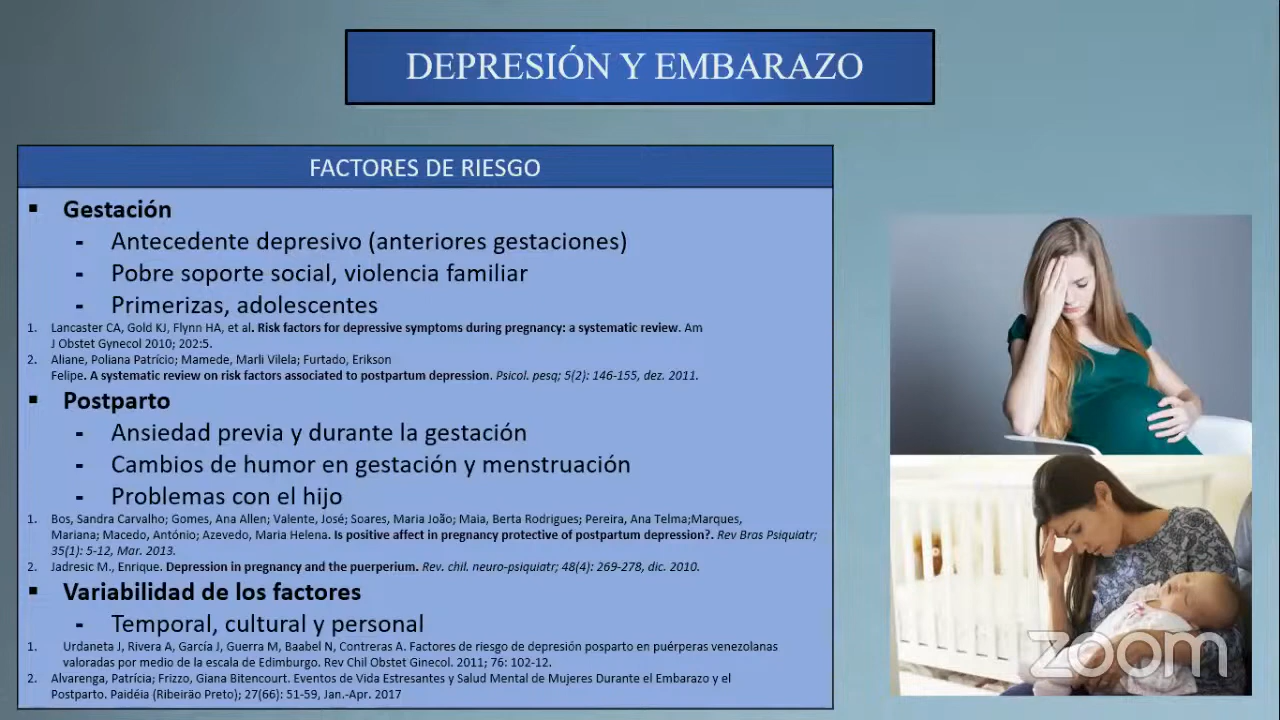 DEPRESIÓN Y EMBARAZO
FACTORES DE RIESGO
▪ Gestación
- Antecedente depresivo (anteriores gestaciones)
- Pobre soporte social, violencia familiar
- Primerizas, adolescentes
1. Lancaster CA, Gold KJ, Flynn HA, et al. Risk factors for depressive symptoms during pregnancy: a systematic review. Am
J Obstet Gynecol 2010; 202:5.
2. Aliane, Poliana Patrício; Mamede, Marli Vilela; Furtado, Erikson
Felipe. A systematic review on risk factors associated to postpartum depression. Psicol. pesq; 5(2): 146-155, dez. 2011.
▪ Postparto
- Ansiedad previa y durante la gestación
- Cambios de humor en gestación y menstruación
- Problemas con el hijo
1. Bos, Sandra Carvalho; Gomes, Ana Allen; Valente, José; Soares, Maria João; Maia, Berta Rodrigues; Pereira, Ana Telma;Marques,
Mariana; Macedo, António; Azevedo, Maria Helena. Is positive affect in pregnancy protective of postpartum depression?. Rev Bras Psiquiatr;
35(1): 5-12, Mar. 2013.
2. Jadresic M., Enrique. Depression in pregnancy and the puerperium. Rev. chil. neuro-psiquiatr; 48(4): 269-278, dic. 2010.
▪ Variabilidad de los factores
- Temporal, cultural y personal
1. Urdaneta J, Rivera A, García J, Guerra M, Baabel N, Contreras A. Factores de riesgo de depresión posparto en puérperas venezolanas
valoradas por medio de la escala de Edimburgo. Rev Chil Obstet Ginecol. 2011; 76: 102-12.
2. Alvarenga, Patrícia; Frizzo, Giana Bitencourt. Eventos de Vida Estresantes y Salud Mental de Mujeres Durante el Embarazo y el
Postparto. Paidéia (Ribeirão Preto); 27(66): 51-59, Jan.-Apr. 2017
zoom